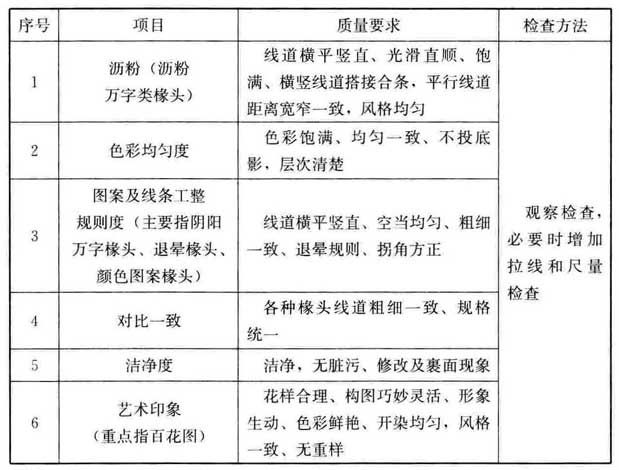 序号 项目 质量要求 检查方法
1 沥粉（沥粉
万字类椽头） 线道横平竖直、光滑直顺、饱
满、横竖线道搭接合条，平行线道
距离宽窄一致，风格均匀
2 色彩均匀度 色彩饱满、均匀一致、不投底
影，层次清楚
3 图案及线条工整
规则度（主要指阴阳
万字椽头、退晕椽头、
颜色图案椽头） 线道横平竖直、空当均匀、粗细
一致、退晕规则、拐角方正
4 对比一致 各种椽头线道粗细一致、规格
统一
5 洁净度 洁净，无脏污、修改及裹面现象
6 艺术印象
（重点指百花图） 花样合理、构图巧妙灵活、形象
生动、色彩鲜艳、开染均匀，风格
一致、无重样
观察检查，
必要时增加
拉线和尺量
检查